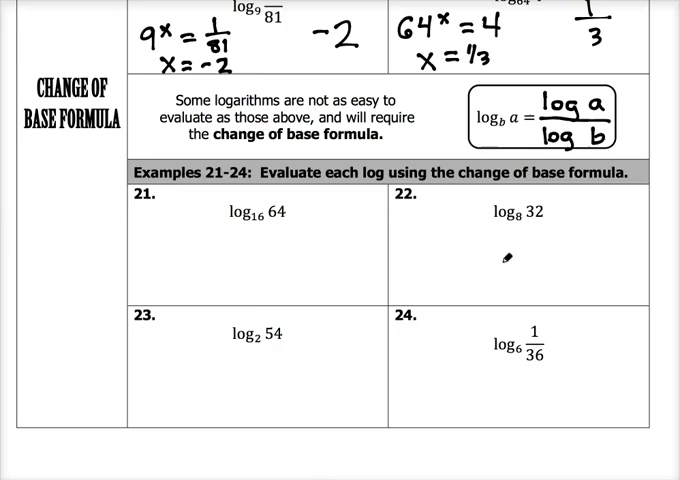 log₉ 81
9ˣ = 1/81
x = -2
-2
64ˣ = 4
x = 1/3
1/3
CHANGE OF
BASE FORMULA
Some logarithms are not as easy to
evaluate as those above, and will require
the change of base formula.
log_b a = log a / log b
Examples 21-24: Evaluate each log using the change of base formula.
21.
log₁₆ 64
22.
log₈ 32
23.
log₂ 54
24.
log₆ 1/36